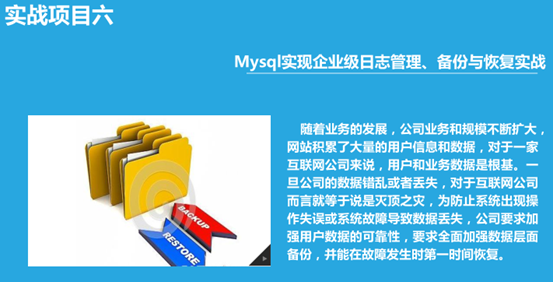 实战项目六
Mysql实现企业级日志管理、备份与恢复实战
随着业务的发展，公司业务和规模不断扩大，
网站积累了大量的用户信息和数据，对于一家
互联网公司来说，用户和业务数据是根基。一
旦公司的数据错乱或者丢失，对于互联网公司
而言就等于说是灭顶之灾，为防止系统出现操
作失误或系统故障导致数据丢失，公司要求加
强用户数据的可靠性，要求全面加强数据层面
备份，并能在故障发生时第一时间恢复。
BACKUP
RESTORE